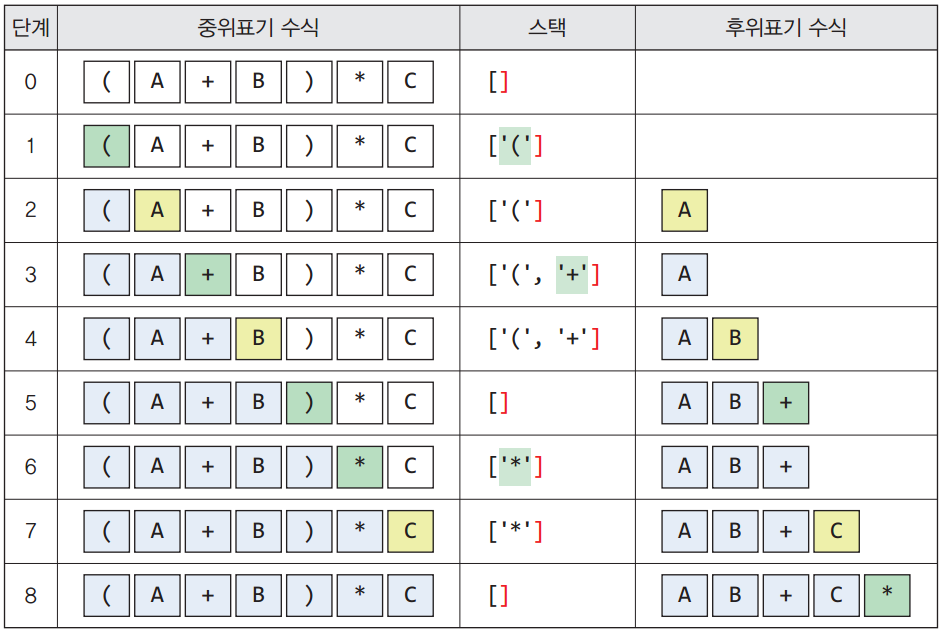 단계 중위표기 수식 스택 후위표기 수식
0 ( A + B ) * C []
1 ( A + B ) * C ['(']
2 ( A + B ) * C ['('] A
3 ( A + B ) * C ['(', '+'] A
4 ( A + B ) * C ['(', '+'] A B
5 ( A + B ) * C [] A B +
6 ( A + B ) * C ['*'] A B +
7 ( A + B ) * C ['*'] A B + C
8 ( A + B ) * C [] A B + C *